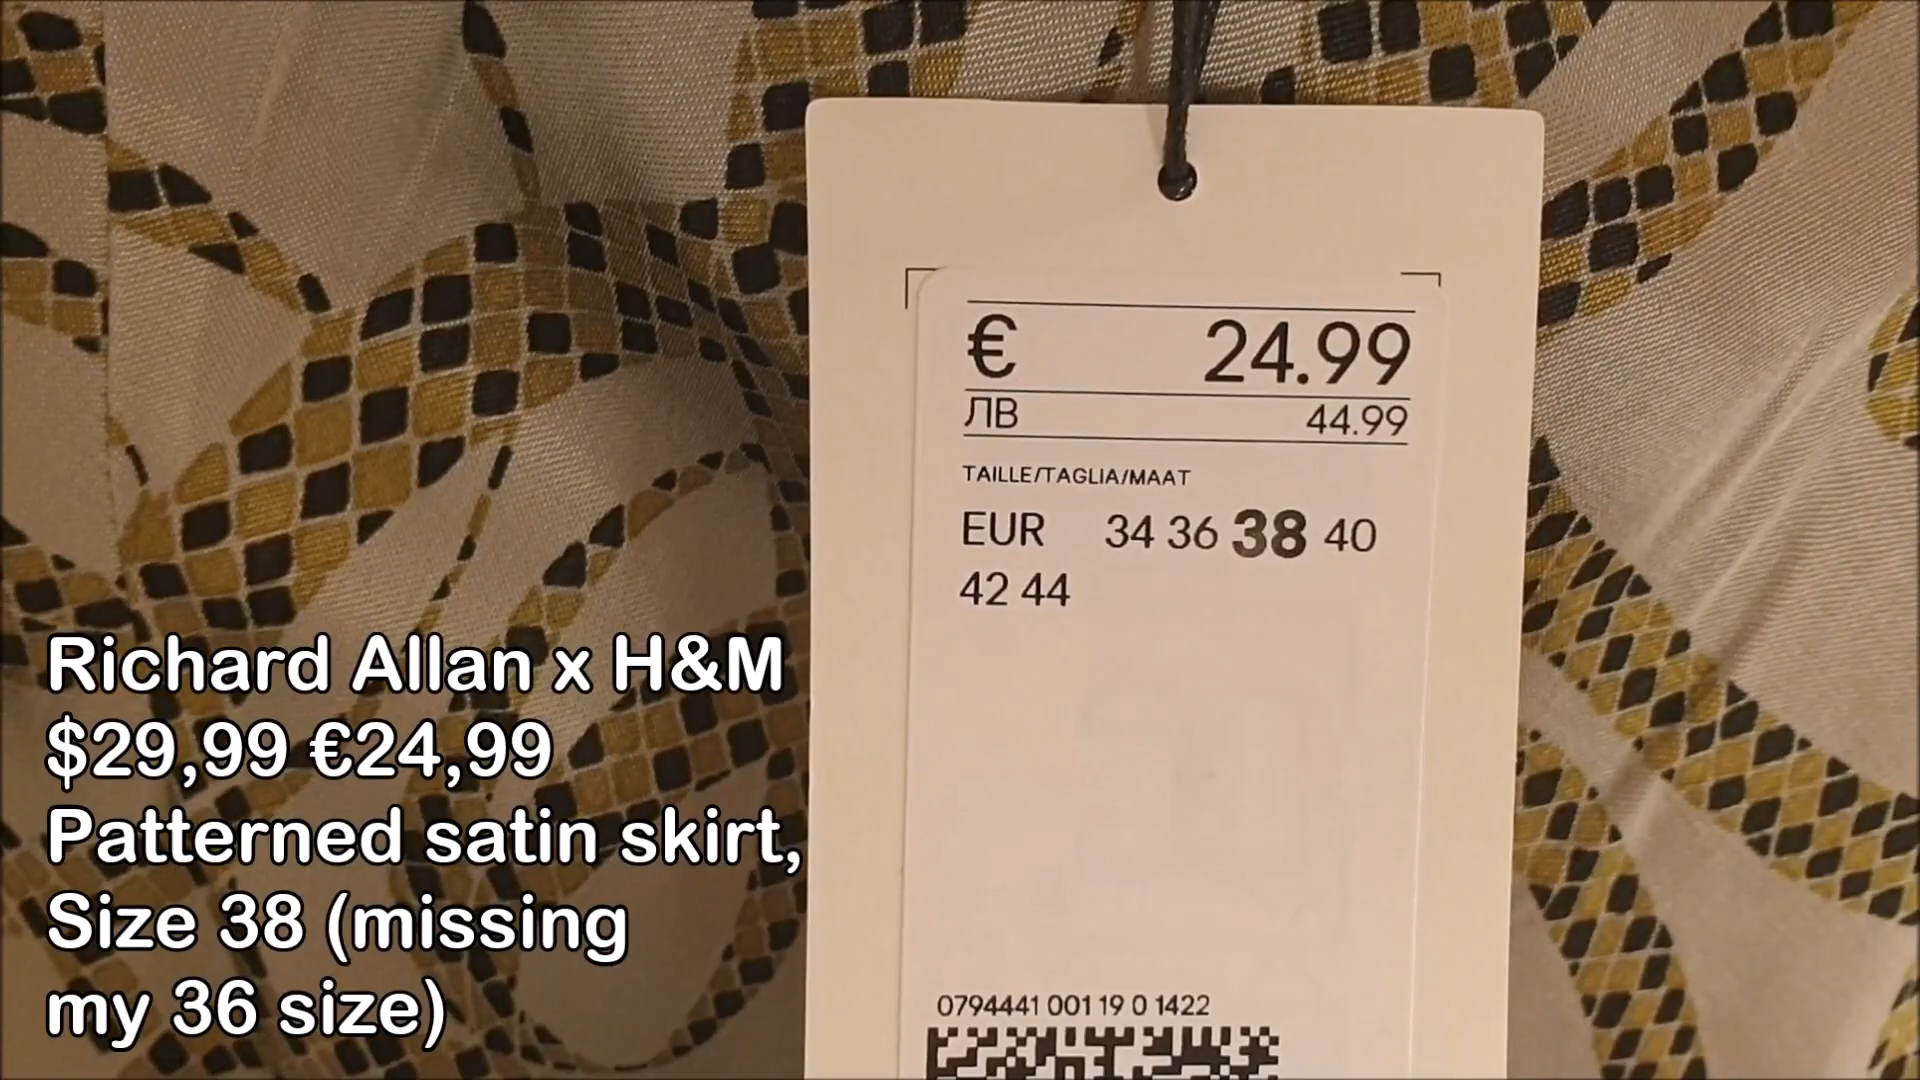 € 24.99
ЛВ 44.99
TAILLE/TAGLIA/MAAT
EUR 34 36 38 40
42 44
0794441 001 19 0 1422
Richard Allan x H&M
$29,99 €24,99
Patterned satin skirt,
Size 38 (missing
my 36 size)